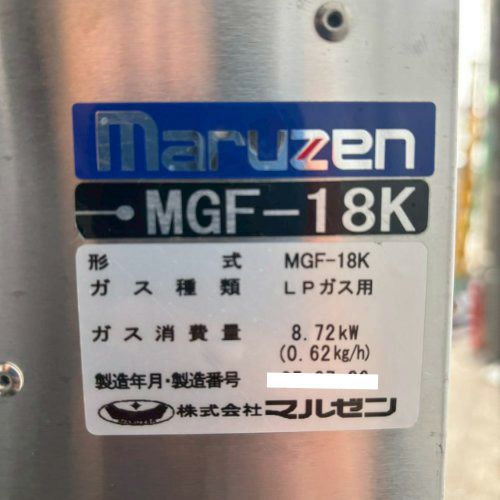 maruzen
MGF-18K
形式 MGF-18K
ガス種類 LPガス用
ガス消費量 8.72kW
(0.62kg/h)
製造年月・製造番号
MARUZEN 株式会社マルゼン